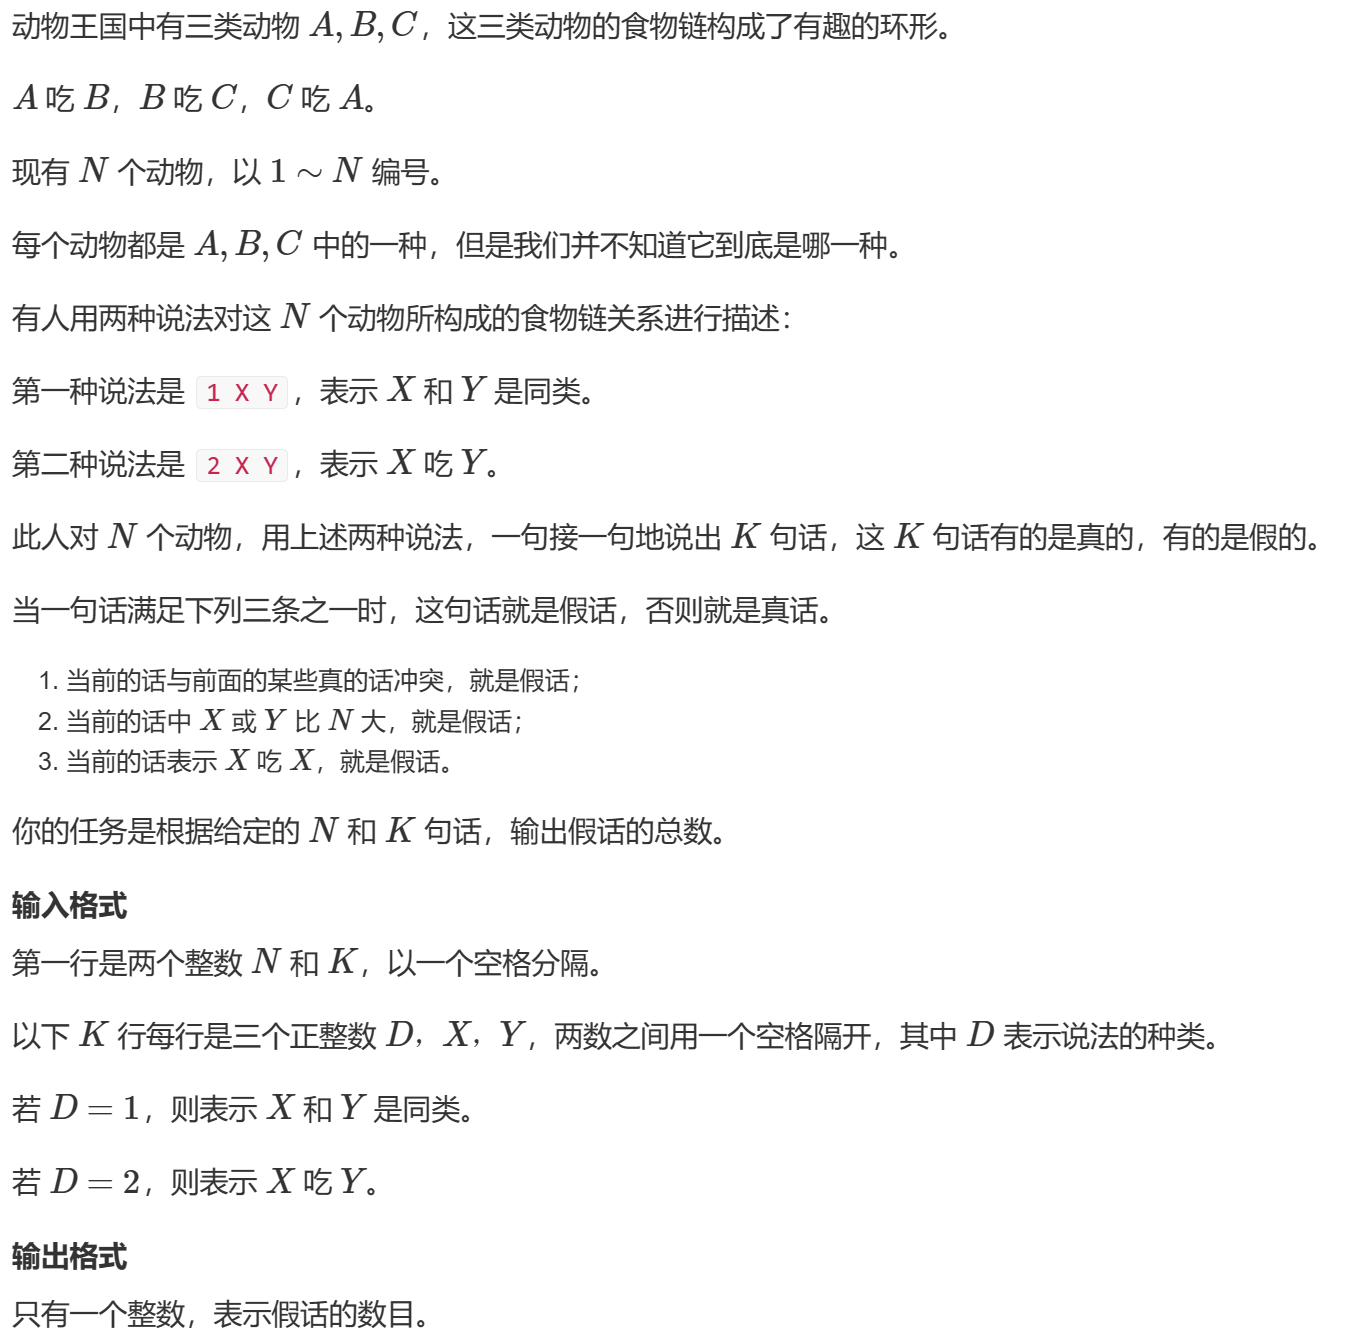 动物王国中有三类动物 A, B, C，这三类动物的食物链构成了有趣的环形。
A 吃 B，B 吃 C，C 吃 A。
现有 N 个动物，以 1 ∼ N 编号。
每个动物都是 A, B, C 中的一种，但是我们并不知道它到底是哪一种。
有人用两种说法对这 N 个动物所构成的食物链关系进行描述：
第一种说法是 1 X Y，表示 X 和 Y 是同类。
第二种说法是 2 X Y，表示 X 吃 Y。
此人对 N 个动物，用上述两种说法，一句接一句地说出 K 句话，这 K 句话有的是真的，有的是假的。
当一句话满足下列三条之一时，这句话就是假话，否则就是真话。
1. 当前的话与前面的某些真的话冲突，就是假话；
2. 当前的话中 X 或 Y 比 N 大，就是假话；
3. 当前的话表示 X 吃 X，就是假话。
你的任务是根据给定的 N 和 K 句话，输出假话的总数。
输入格式
第一行是两个整数 N 和 K，以一个空格分隔。
以下 K 行每行是三个正整数 D，X，Y，两数之间用一个空格隔开，其中 D 表示说法的种类。
若 D = 1，则表示 X 和 Y 是同类。
若 D = 2，则表示 X 吃 Y。
输出格式
只有一个整数，表示假话的数目。